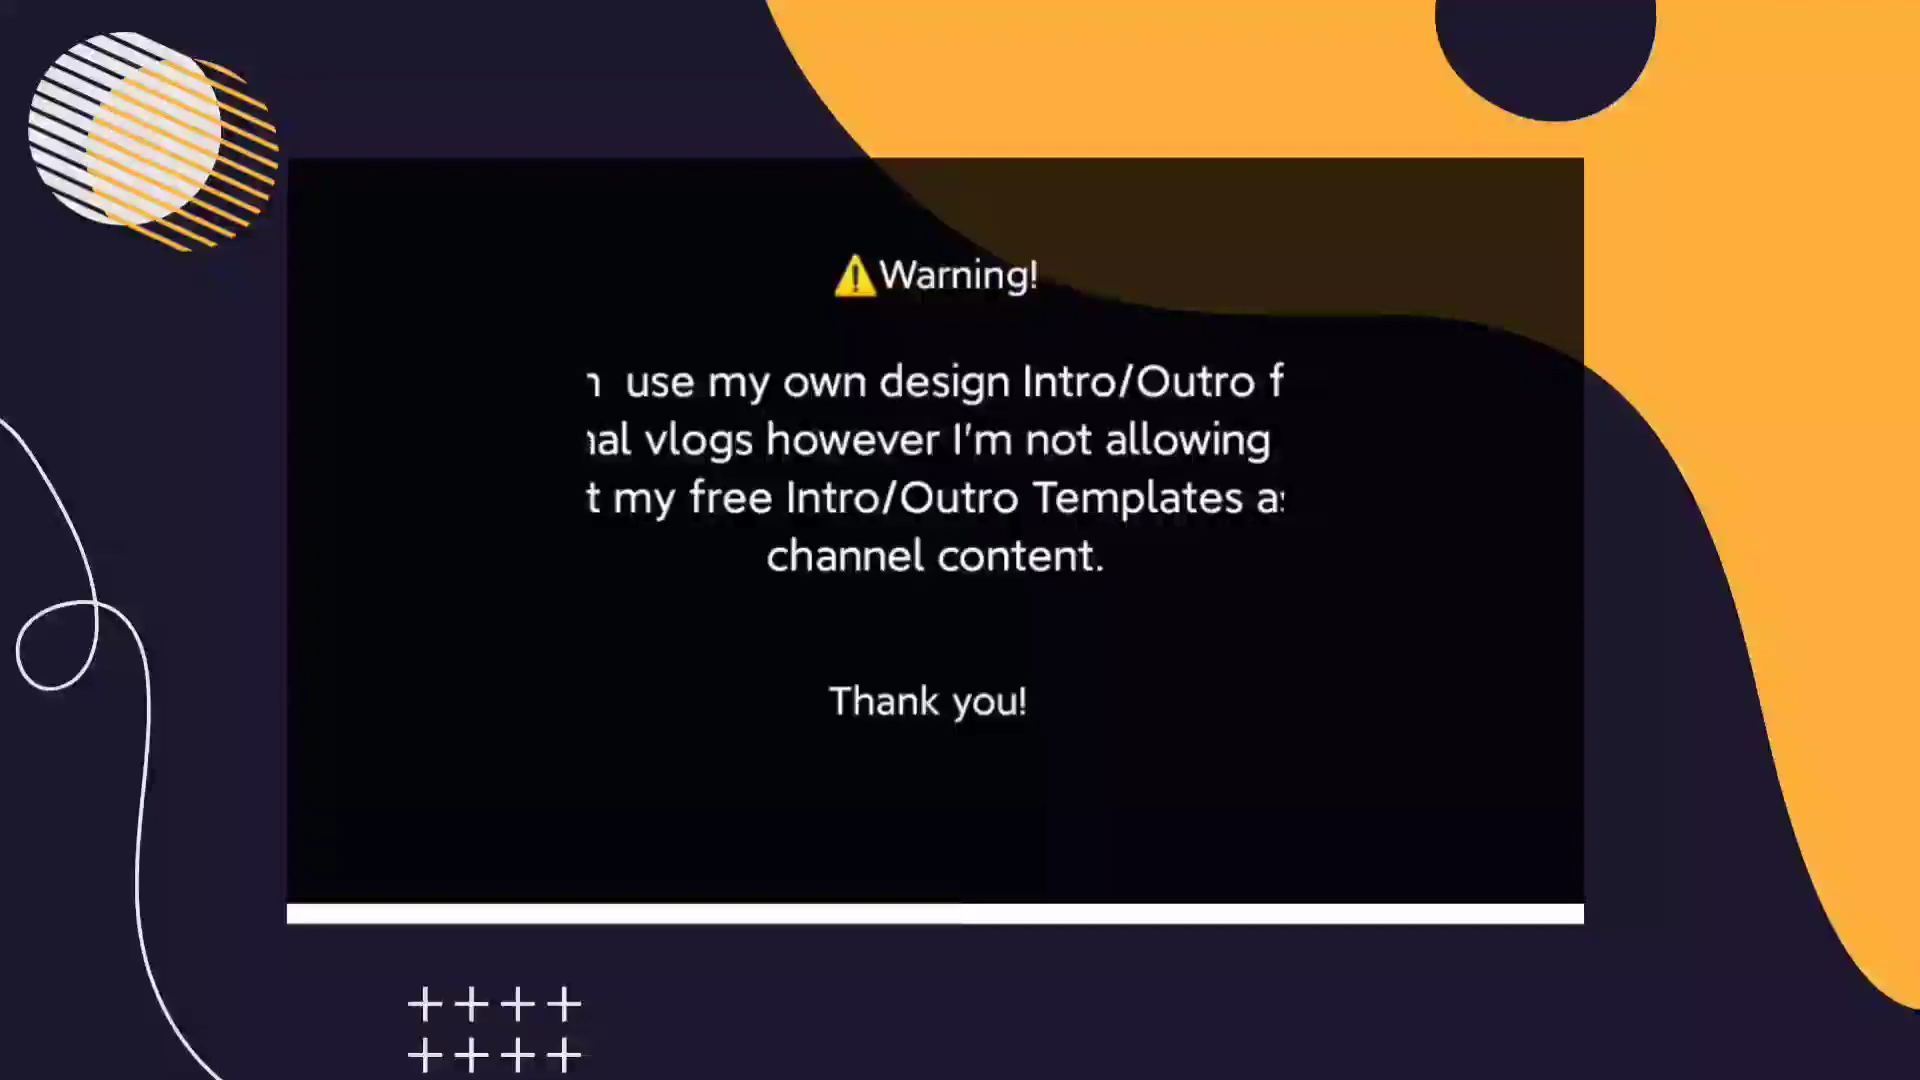 ⚠️Warning!
use my own design Intro/Outro
vlogs however I'm not allowing
my free Intro/Outro Templates
channel content.
Thank you!